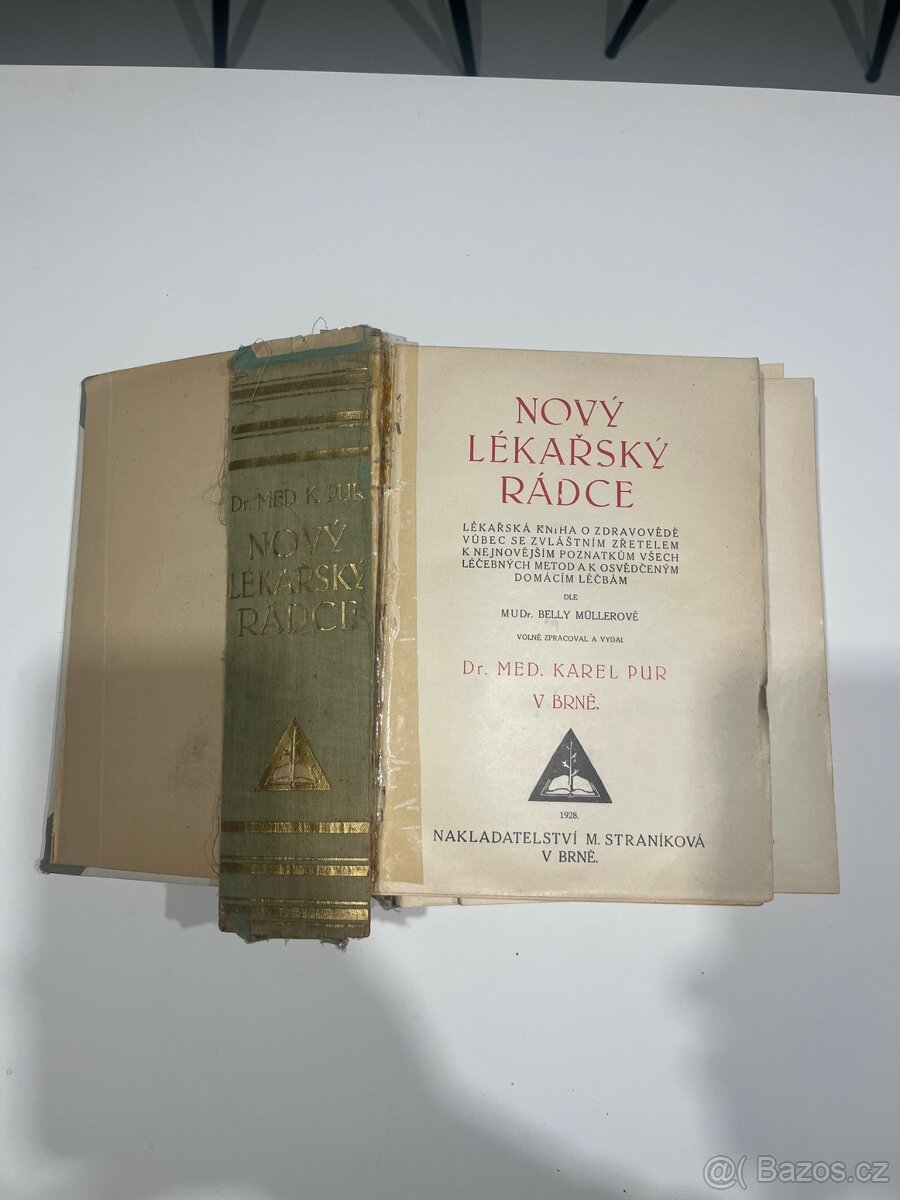 Dr. MED. K. PUR
NOVÝ
LÉKAŘSKÝ
RÁDCE
NOVÝ
LÉKAŘSKÝ
RÁDCE
LÉKAŘSKÁ KNIHA O ZDRAVOVĚDĚ
VŮBEC SE ZVLÁŠTNÍM ZŘETELEM
K NEJNOVĚJŠÍM POZNATKŮM VŠECH
LÉČEBNÝCH METOD A K OSVĚDČENÝM
DOMÁCÍM LÉČBÁM
DLE
MUDr. BELLY MÜLLEROVÉ
VOLNĚ ZPRACOVAL A VYDAL
Dr. MED. KAREL PUR
V BRNĚ.
1928.
NAKLADATELSTVÍ M. STRANÍKOVÁ
V BRNĚ.
@ Bazos.cz